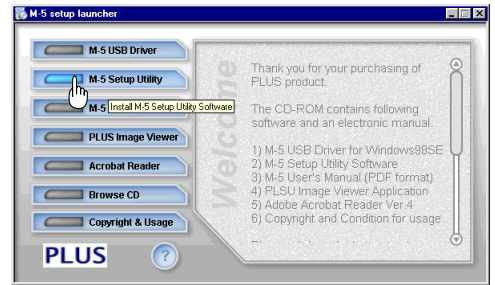 M-5 setup launcher
M-5 USB Driver
M-5 Setup Utility
M-5
Install M-5 Setup Utility Software
PLUS Image Viewer
Acrobat Reader
Browse CD
Copyright & Usage
PLUS
?
Welcome
Thank you for your purchasing of
PLUS product.
The CD-ROM contains following
software and an electronic manual.
1) M-5 USB Driver for Windows98SE
2) M-5 Setup Utility Software
3) M-5 User's Manual (PDF format)
4) PLSU Image Viewer Application
5) Adobe Acrobat Reader Ver.4
6) Copyright and Condition for usage